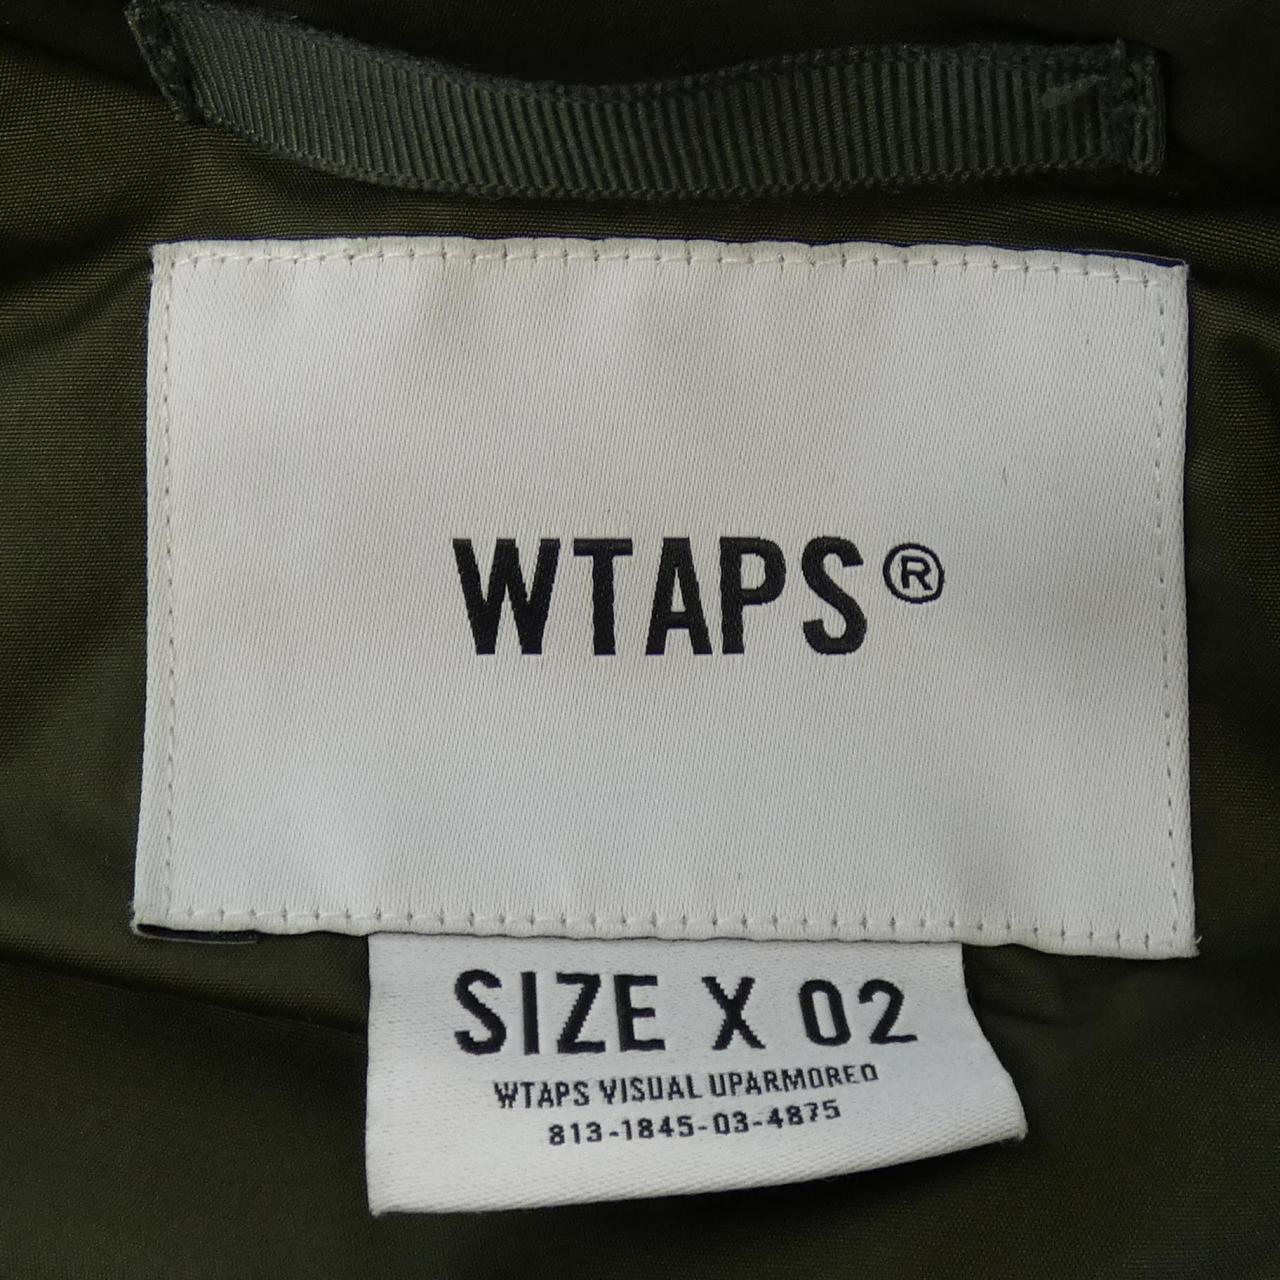 WTAPS®
SIZE X 02
WTAPS VISUAL UPARMORED
813-1845-03-4875